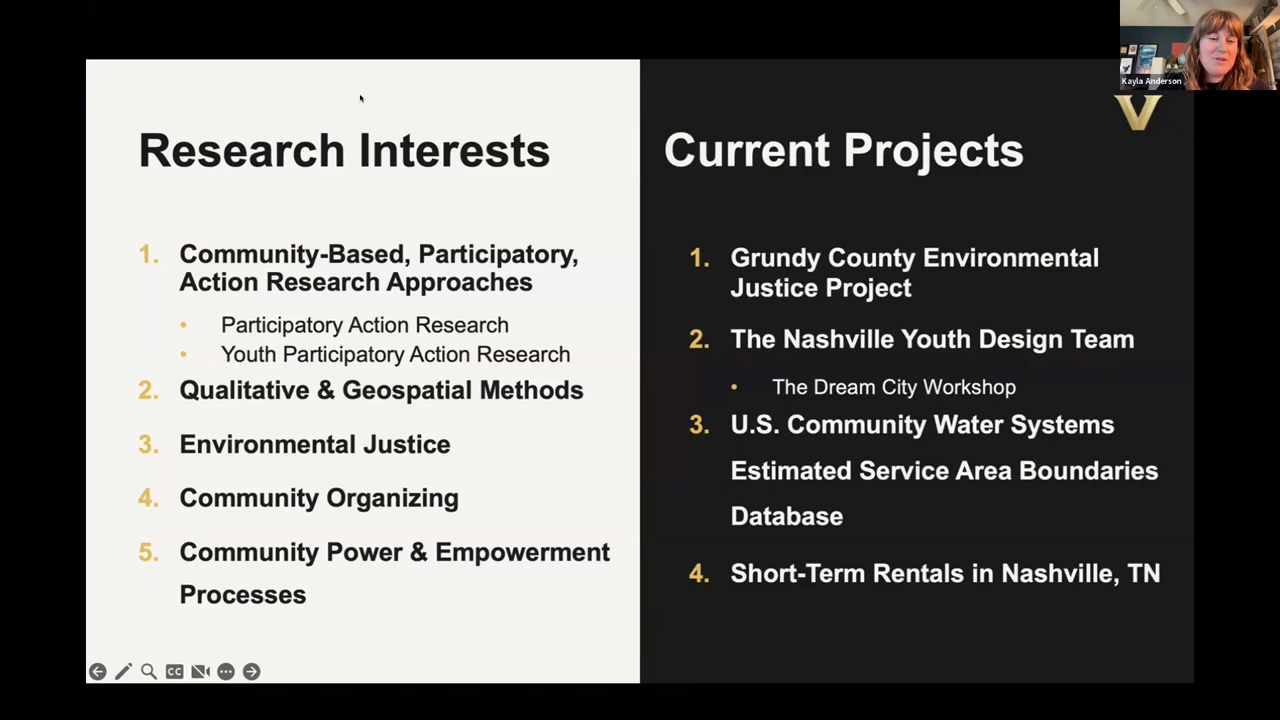 Kayla Anderson
V
Research Interests
1. Community-Based, Participatory,
Action Research Approaches
• Participatory Action Research
• Youth Participatory Action Research
2. Qualitative & Geospatial Methods
3. Environmental Justice
4. Community Organizing
5. Community Power & Empowerment
Processes
CC
Current Projects
1. Grundy County Environmental
Justice Project
2. The Nashville Youth Design Team
• The Dream City Workshop
3. U.S. Community Water Systems
Estimated Service Area Boundaries
Database
4. Short-Term Rentals in Nashville, TN